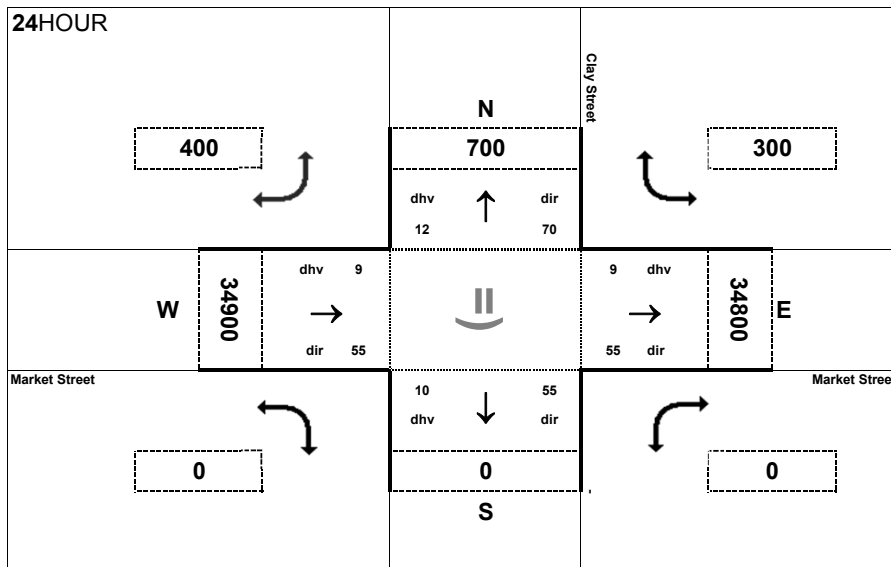 24HOUR
Clay Street
N
400
700
300
dhv
dir
12
70
dhv 9
9 dhv
W
34900
34800
E
dir 55
55 dir
Market Street
Market Stree
10
55
dhv
dir
0
0
0
S